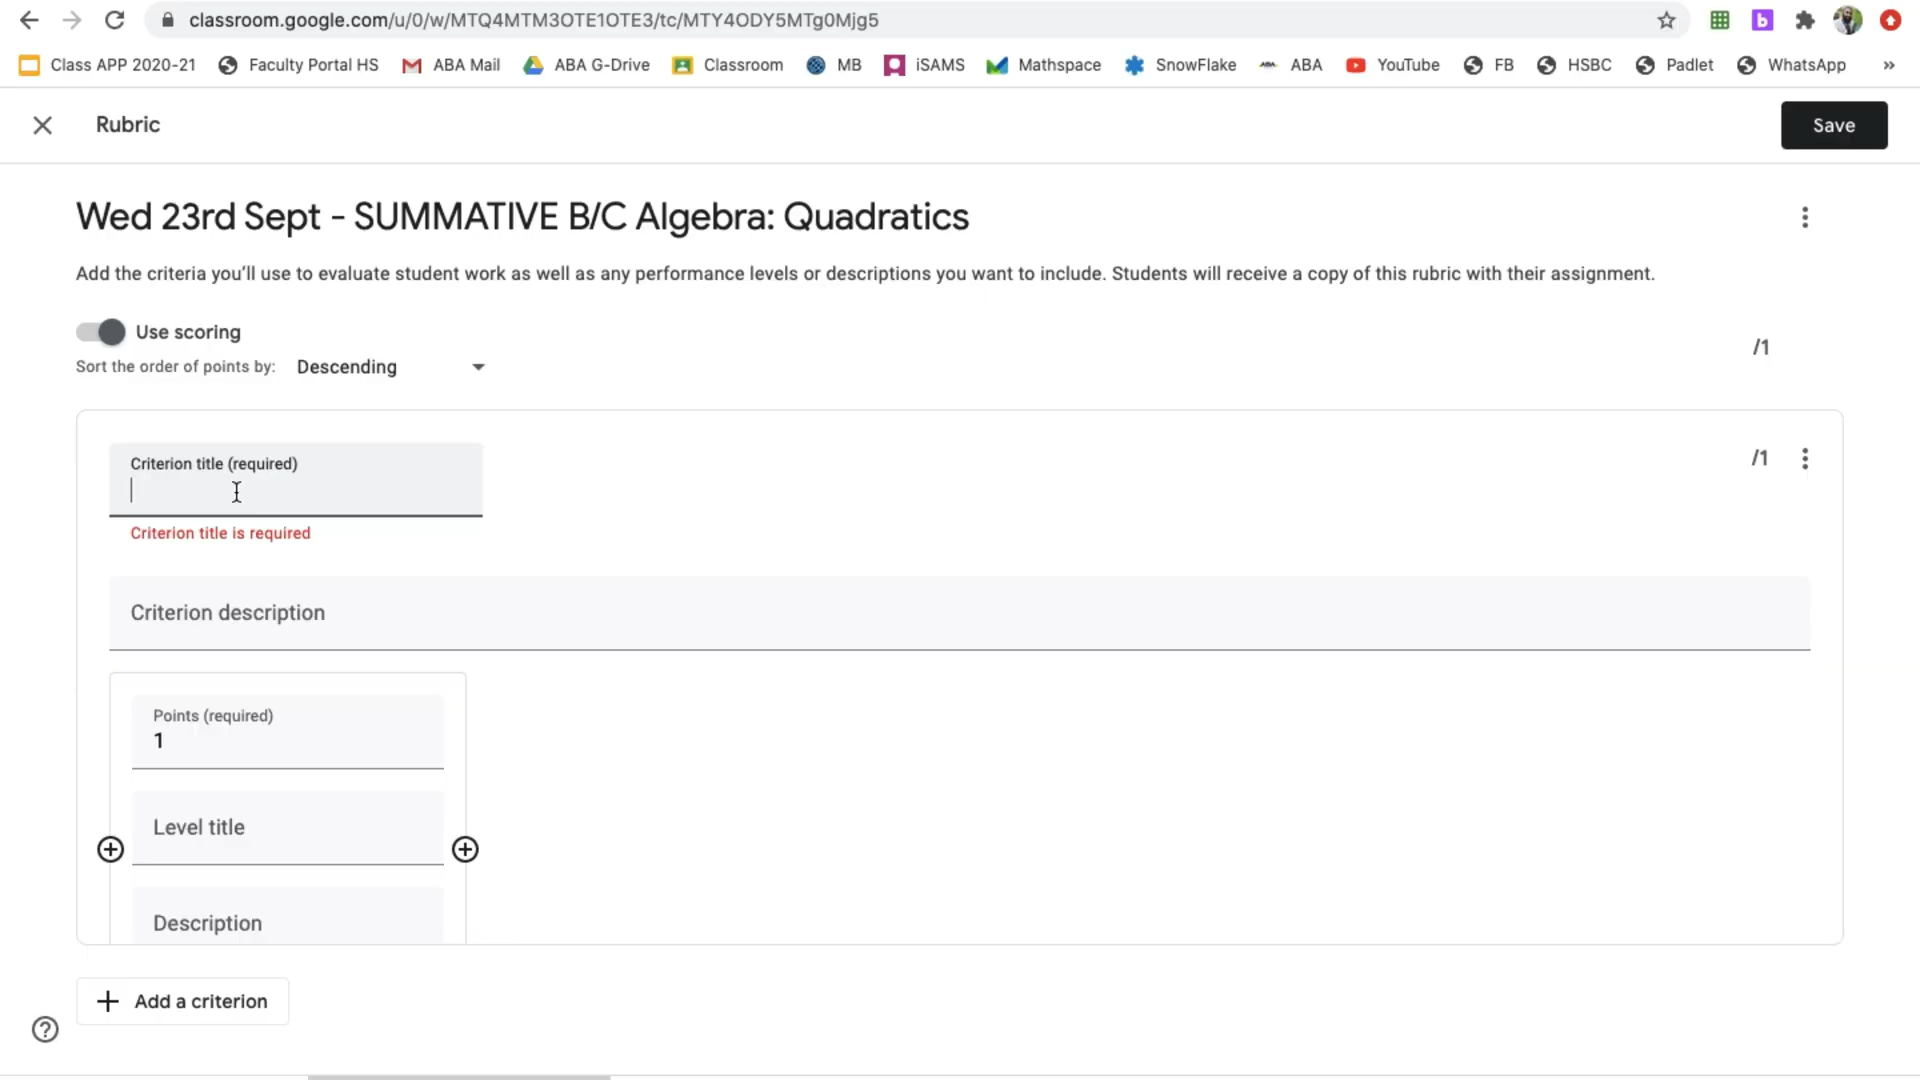 classroom.google.com/u/0/w/MTQ4MTM3OTE1OTE3/tc/MTY4ODY5MTg0Mjg5
Class APP 2020-21 Faculty Portal HS ABA Mail ABA G-Drive Classroom MB iSAMS Mathspace SnowFlake ABA YouTube FB HSBC Padlet WhatsApp »
Rubric
Save
Wed 23rd Sept - SUMMATIVE B/C Algebra: Quadratics
Add the criteria you'll use to evaluate student work as well as any performance levels or descriptions you want to include. Students will receive a copy of this rubric with their assignment.
Use scoring
/1
Sort the order of points by: Descending
Criterion title (required)
/1
Criterion title is required
Criterion description
Points (required)
1
Level title
Description
Add a criterion